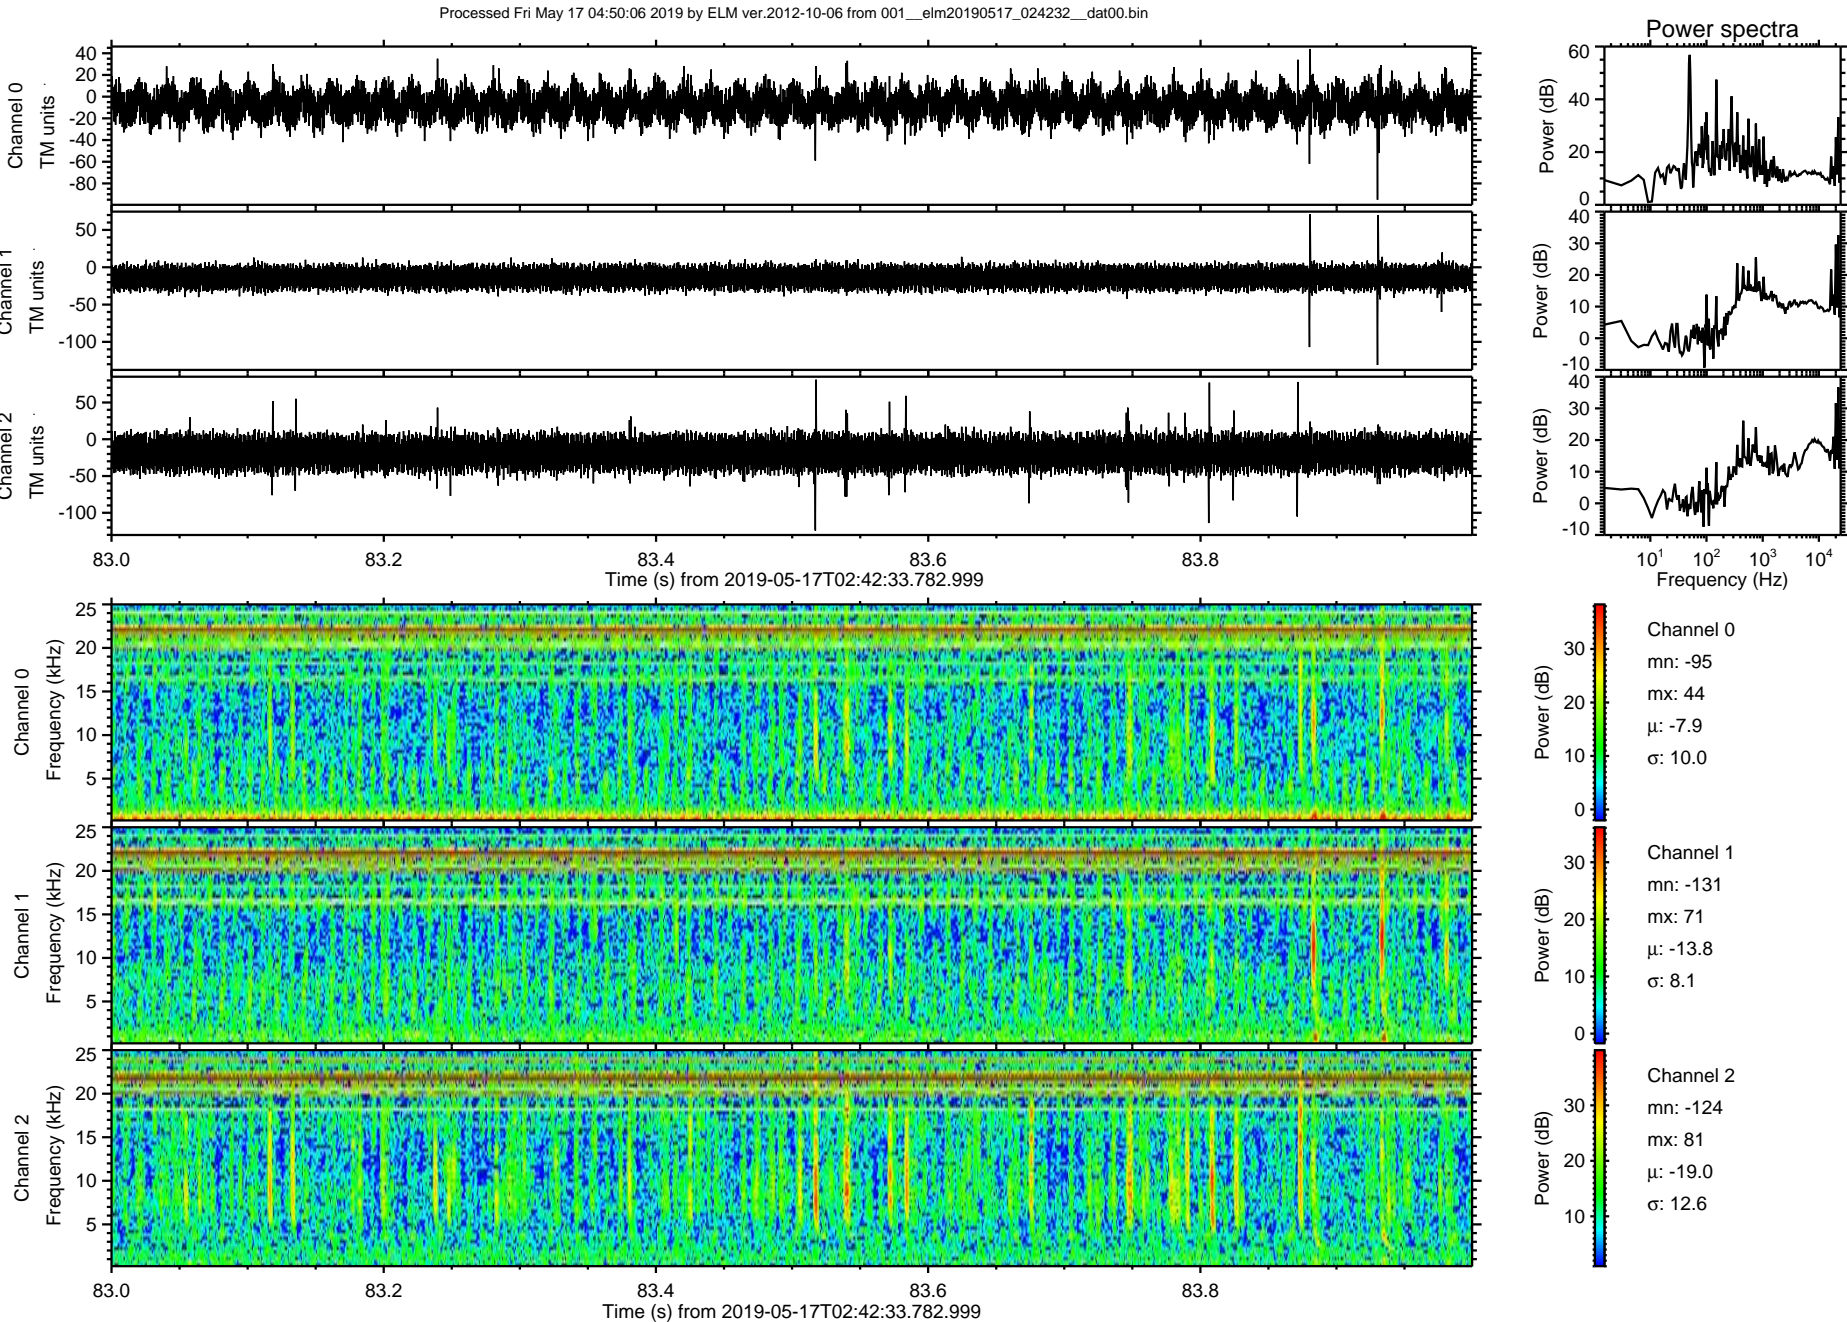 Processed Fri May 17 04:50:06 2019 by ELM ver.2012-10-06 from 001__elm20190517_024232__dat00.bin
Power spectra
Channel 0
TM units
40
20
0
-20
-40
-60
-80
Power (dB)
60
40
20
0
Channel 1
TM units
50
0
-50
-100
Power (dB)
40
30
20
10
0
-10
Channel 2
TM units
50
0
-50
-100
Power (dB)
40
30
20
10
0
-10
83.0 83.2 83.4 83.6 83.8
Time (s) from 2019-05-17T02:42:33.782.999
10¹ 10² 10³ 10⁴
Frequency (Hz)
Channel 0
Frequency (kHz)
25
20
15
10
5
Power (dB)
30
20
10
0
Channel 0
mn: -95
mx: 44
µ: -7.9
σ: 10.0
Channel 1
Frequency (kHz)
25
20
15
10
5
Power (dB)
30
20
10
0
Channel 1
mn: -131
mx: 71
µ: -13.8
σ: 8.1
Channel 2
Frequency (kHz)
25
20
15
10
5
Power (dB)
30
20
10
Channel 2
mn: -124
mx: 81
µ: -19.0
σ: 12.6
83.0 83.2 83.4 83.6 83.8
Time (s) from 2019-05-17T02:42:33.782.999